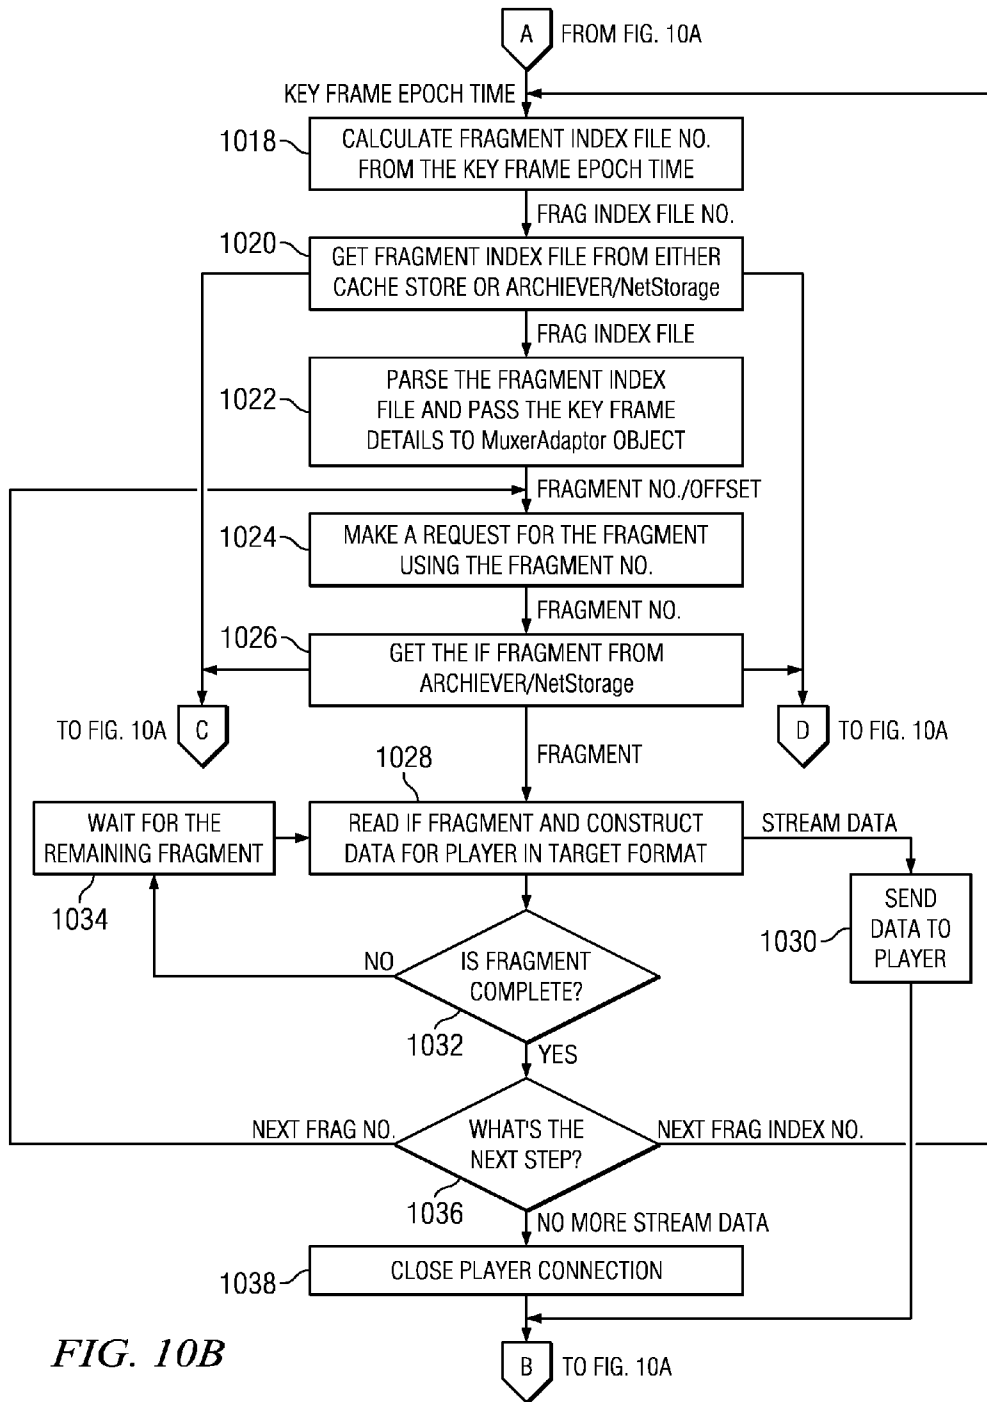 A
FROM FIG. 10A
KEY FRAME EPOCH TIME
1018
CALCULATE FRAGMENT INDEX FILE NO.
FROM THE KEY FRAME EPOCH TIME
FRAG INDEX FILE NO.
1020
GET FRAGMENT INDEX FILE FROM EITHER
CACHE STORE OR ARCHIEVER/NetStorage
FRAG INDEX FILE
1022
PARSE THE FRAGMENT INDEX
FILE AND PASS THE KEY FRAME
DETAILS TO MuxerAdaptor OBJECT
FRAGMENT NO./OFFSET
1024
MAKE A REQUEST FOR THE FRAGMENT
USING THE FRAGMENT NO.
FRAGMENT NO.
1026
GET THE IF FRAGMENT FROM
ARCHIEVER/NetStorage
TO FIG. 10A
C
D
TO FIG. 10A
FRAGMENT
1028
WAIT FOR THE
REMAINING FRAGMENT
1034
READ IF FRAGMENT AND CONSTRUCT
DATA FOR PLAYER IN TARGET FORMAT
STREAM DATA
SEND
DATA TO
PLAYER
1030
NO
IS FRAGMENT
COMPLETE?
1032
YES
NEXT FRAG NO.
WHAT'S THE
NEXT STEP?
NEXT FRAG INDEX NO.
1036
NO MORE STREAM DATA
1038
CLOSE PLAYER CONNECTION
FIG. 10B
B
TO FIG. 10A